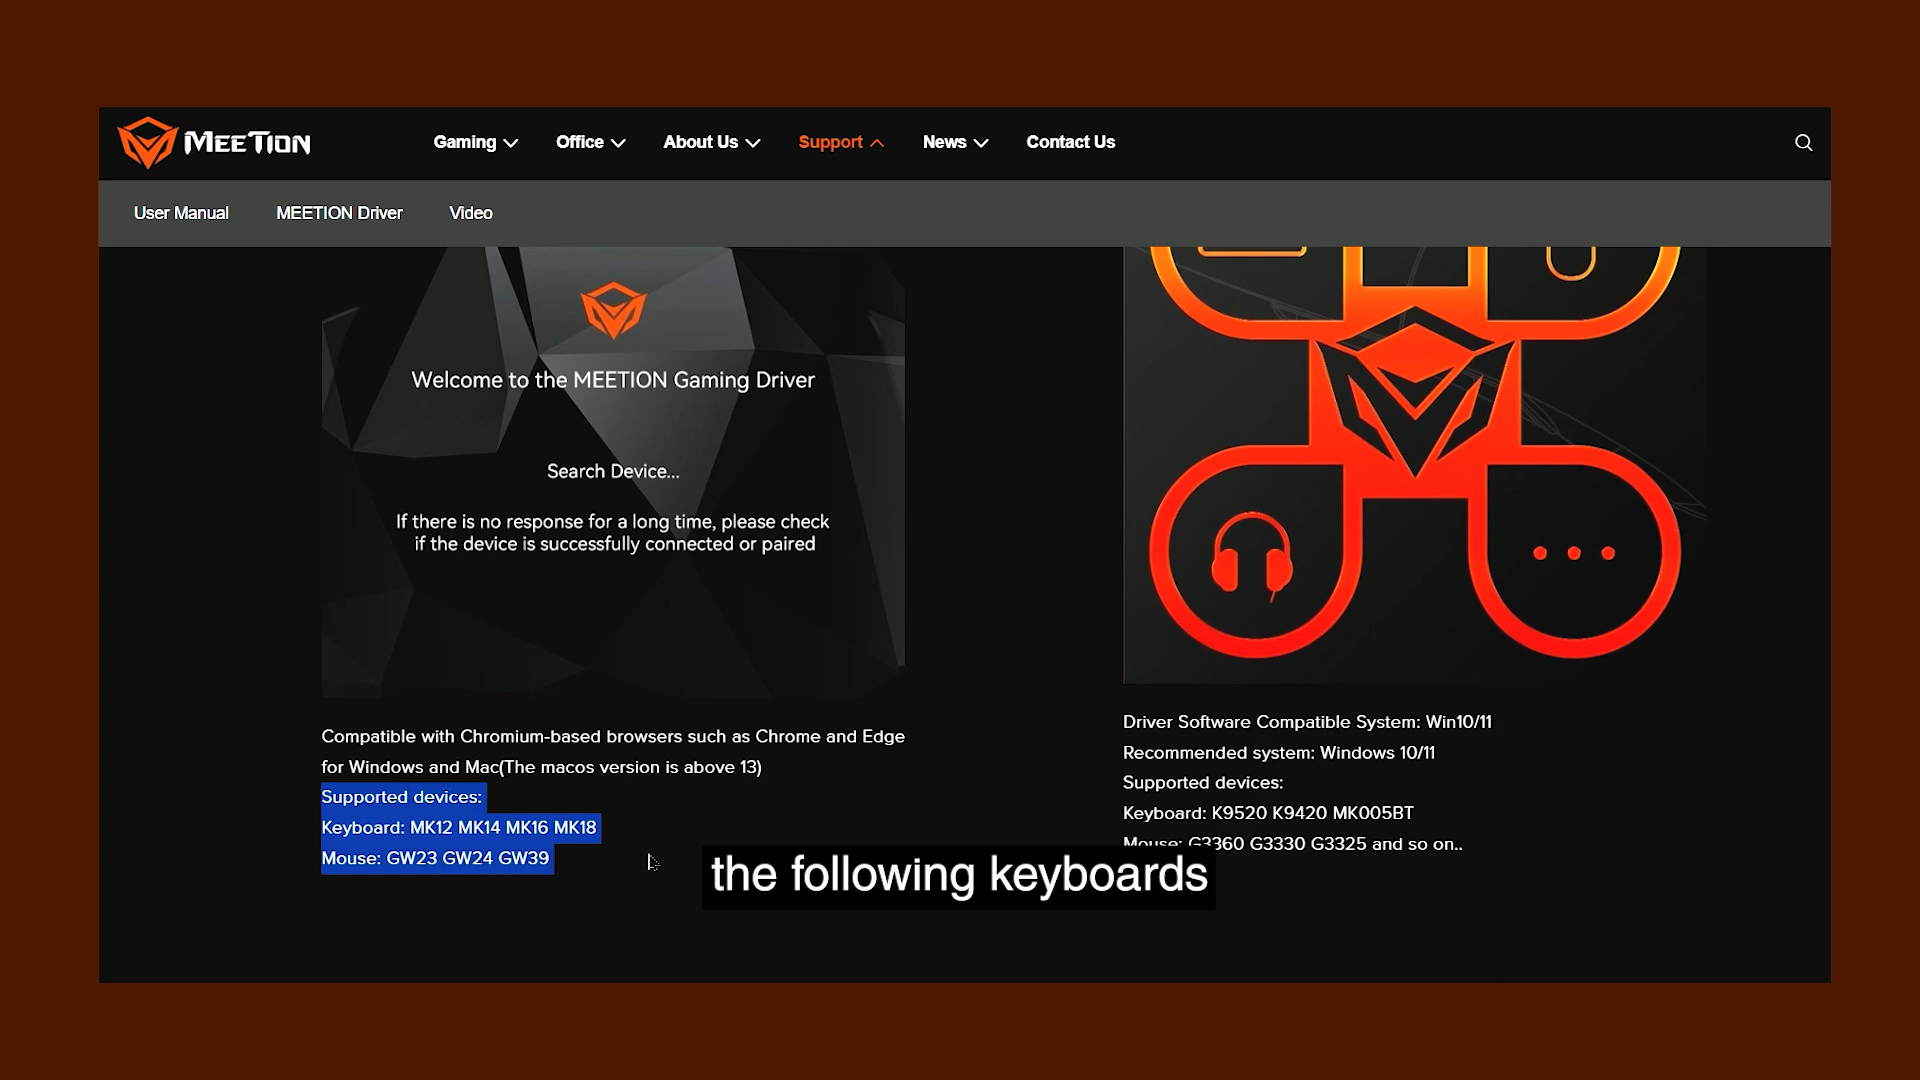 MEETION
Gaming
Office
About Us
Support
News
Contact Us
User Manual
MEETION Driver
Video
Welcome to the MEETION Gaming Driver
Search Device...
If there is no response for a long time, please check
if the device is successfully connected or paired
Compatible with Chromium-based browsers such as Chrome and Edge
for Windows and Mac(The macos version is above 13)
Supported devices:
Keyboard: MK12 MK14 MK16 MK18
Mouse: GW23 GW24 GW39
Driver Software Compatible System: Win10/11
Recommended system: Windows 10/11
Supported devices:
Keyboard: K9520 K9420 MK005BT
Mouse: G3360 G3330 G3325 and so on..
the following keyboards